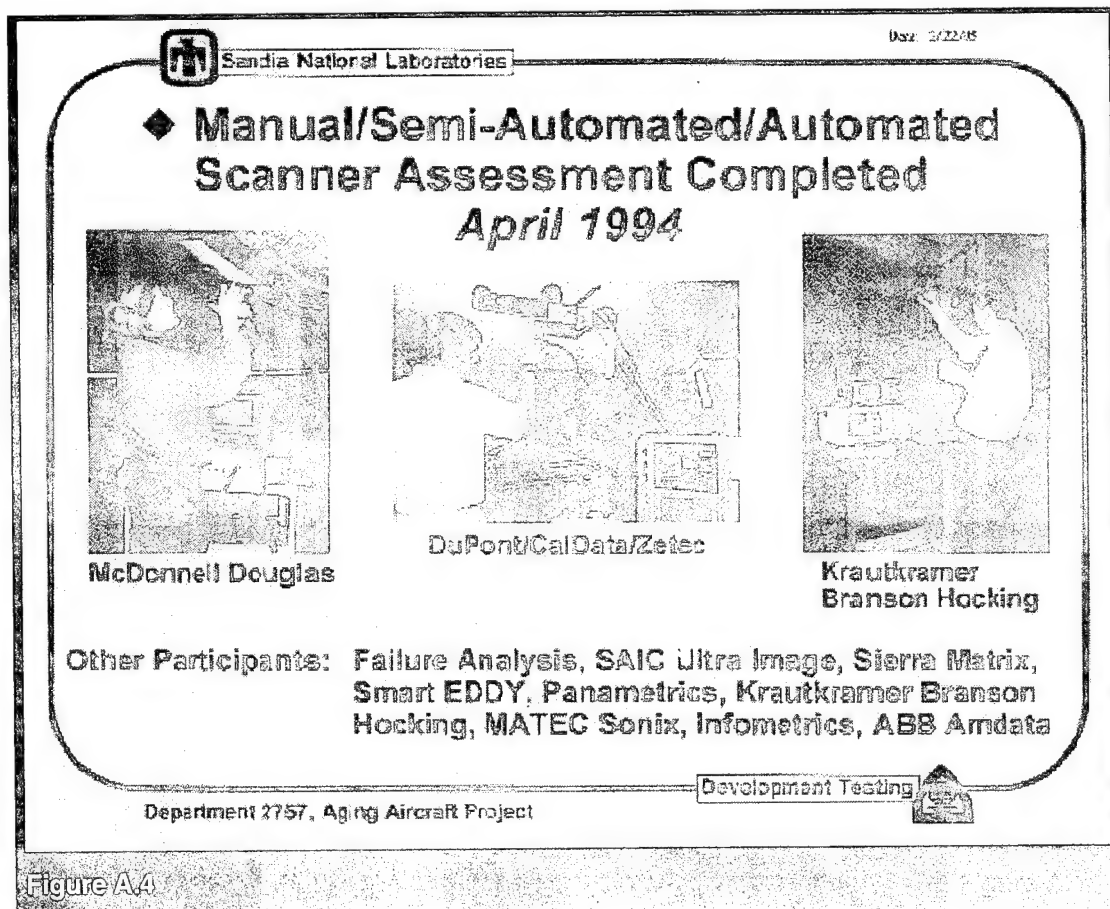 Sandia National Laboratories
◆ Manual/Semi-Automated/Automated
Scanner Assessment Completed
April 1994
McDonnell Douglas
DuPont/CalData/Zetec
Krautkramer
Branson Hocking
Other Participants: Failure Analysis, SAIC Ultra Image, Sierra Matrix,
Smart EDDY, Panametrics, Krautkramer Branson
Hocking, MATEC Sonix, Infometrics, ABB Amdata
Development Testing
Department 2757, Aging Aircraft Project
Figure A.4